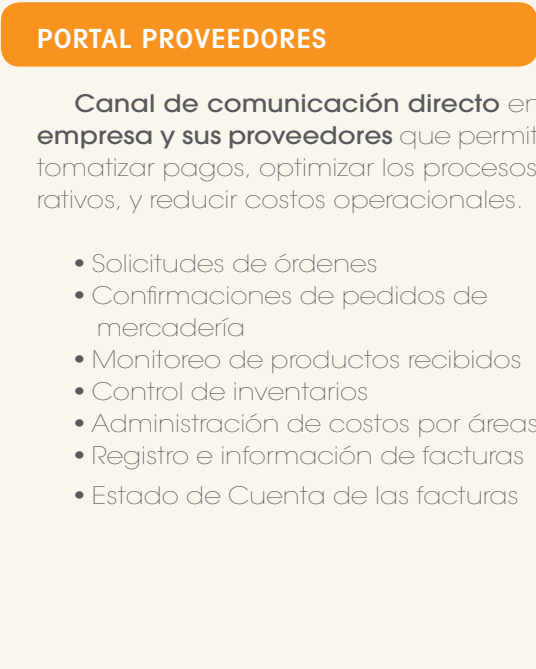 PORTAL PROVEEDORES
Canal de comunicación directo en
empresa y sus proveedores que permit
tomatizar pagos, optimizar los procesos
rativos, y reducir costos operacionales.
• Solicitudes de órdenes
• Confirmaciones de pedidos de
mercadería
• Monitoreo de productos recibidos
• Control de inventarios
• Administración de costos por áreas
• Registro e información de facturas
• Estado de Cuenta de las facturas